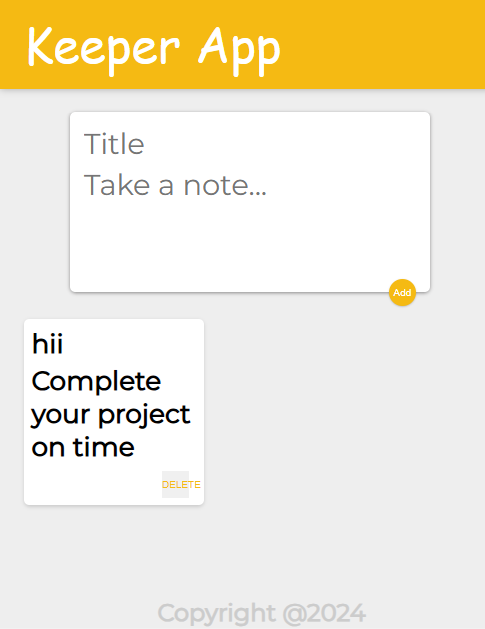 Keeper App
Title
Take a note...
Add
hii
Complete
your project
on time
DELETE
Copyright @2024